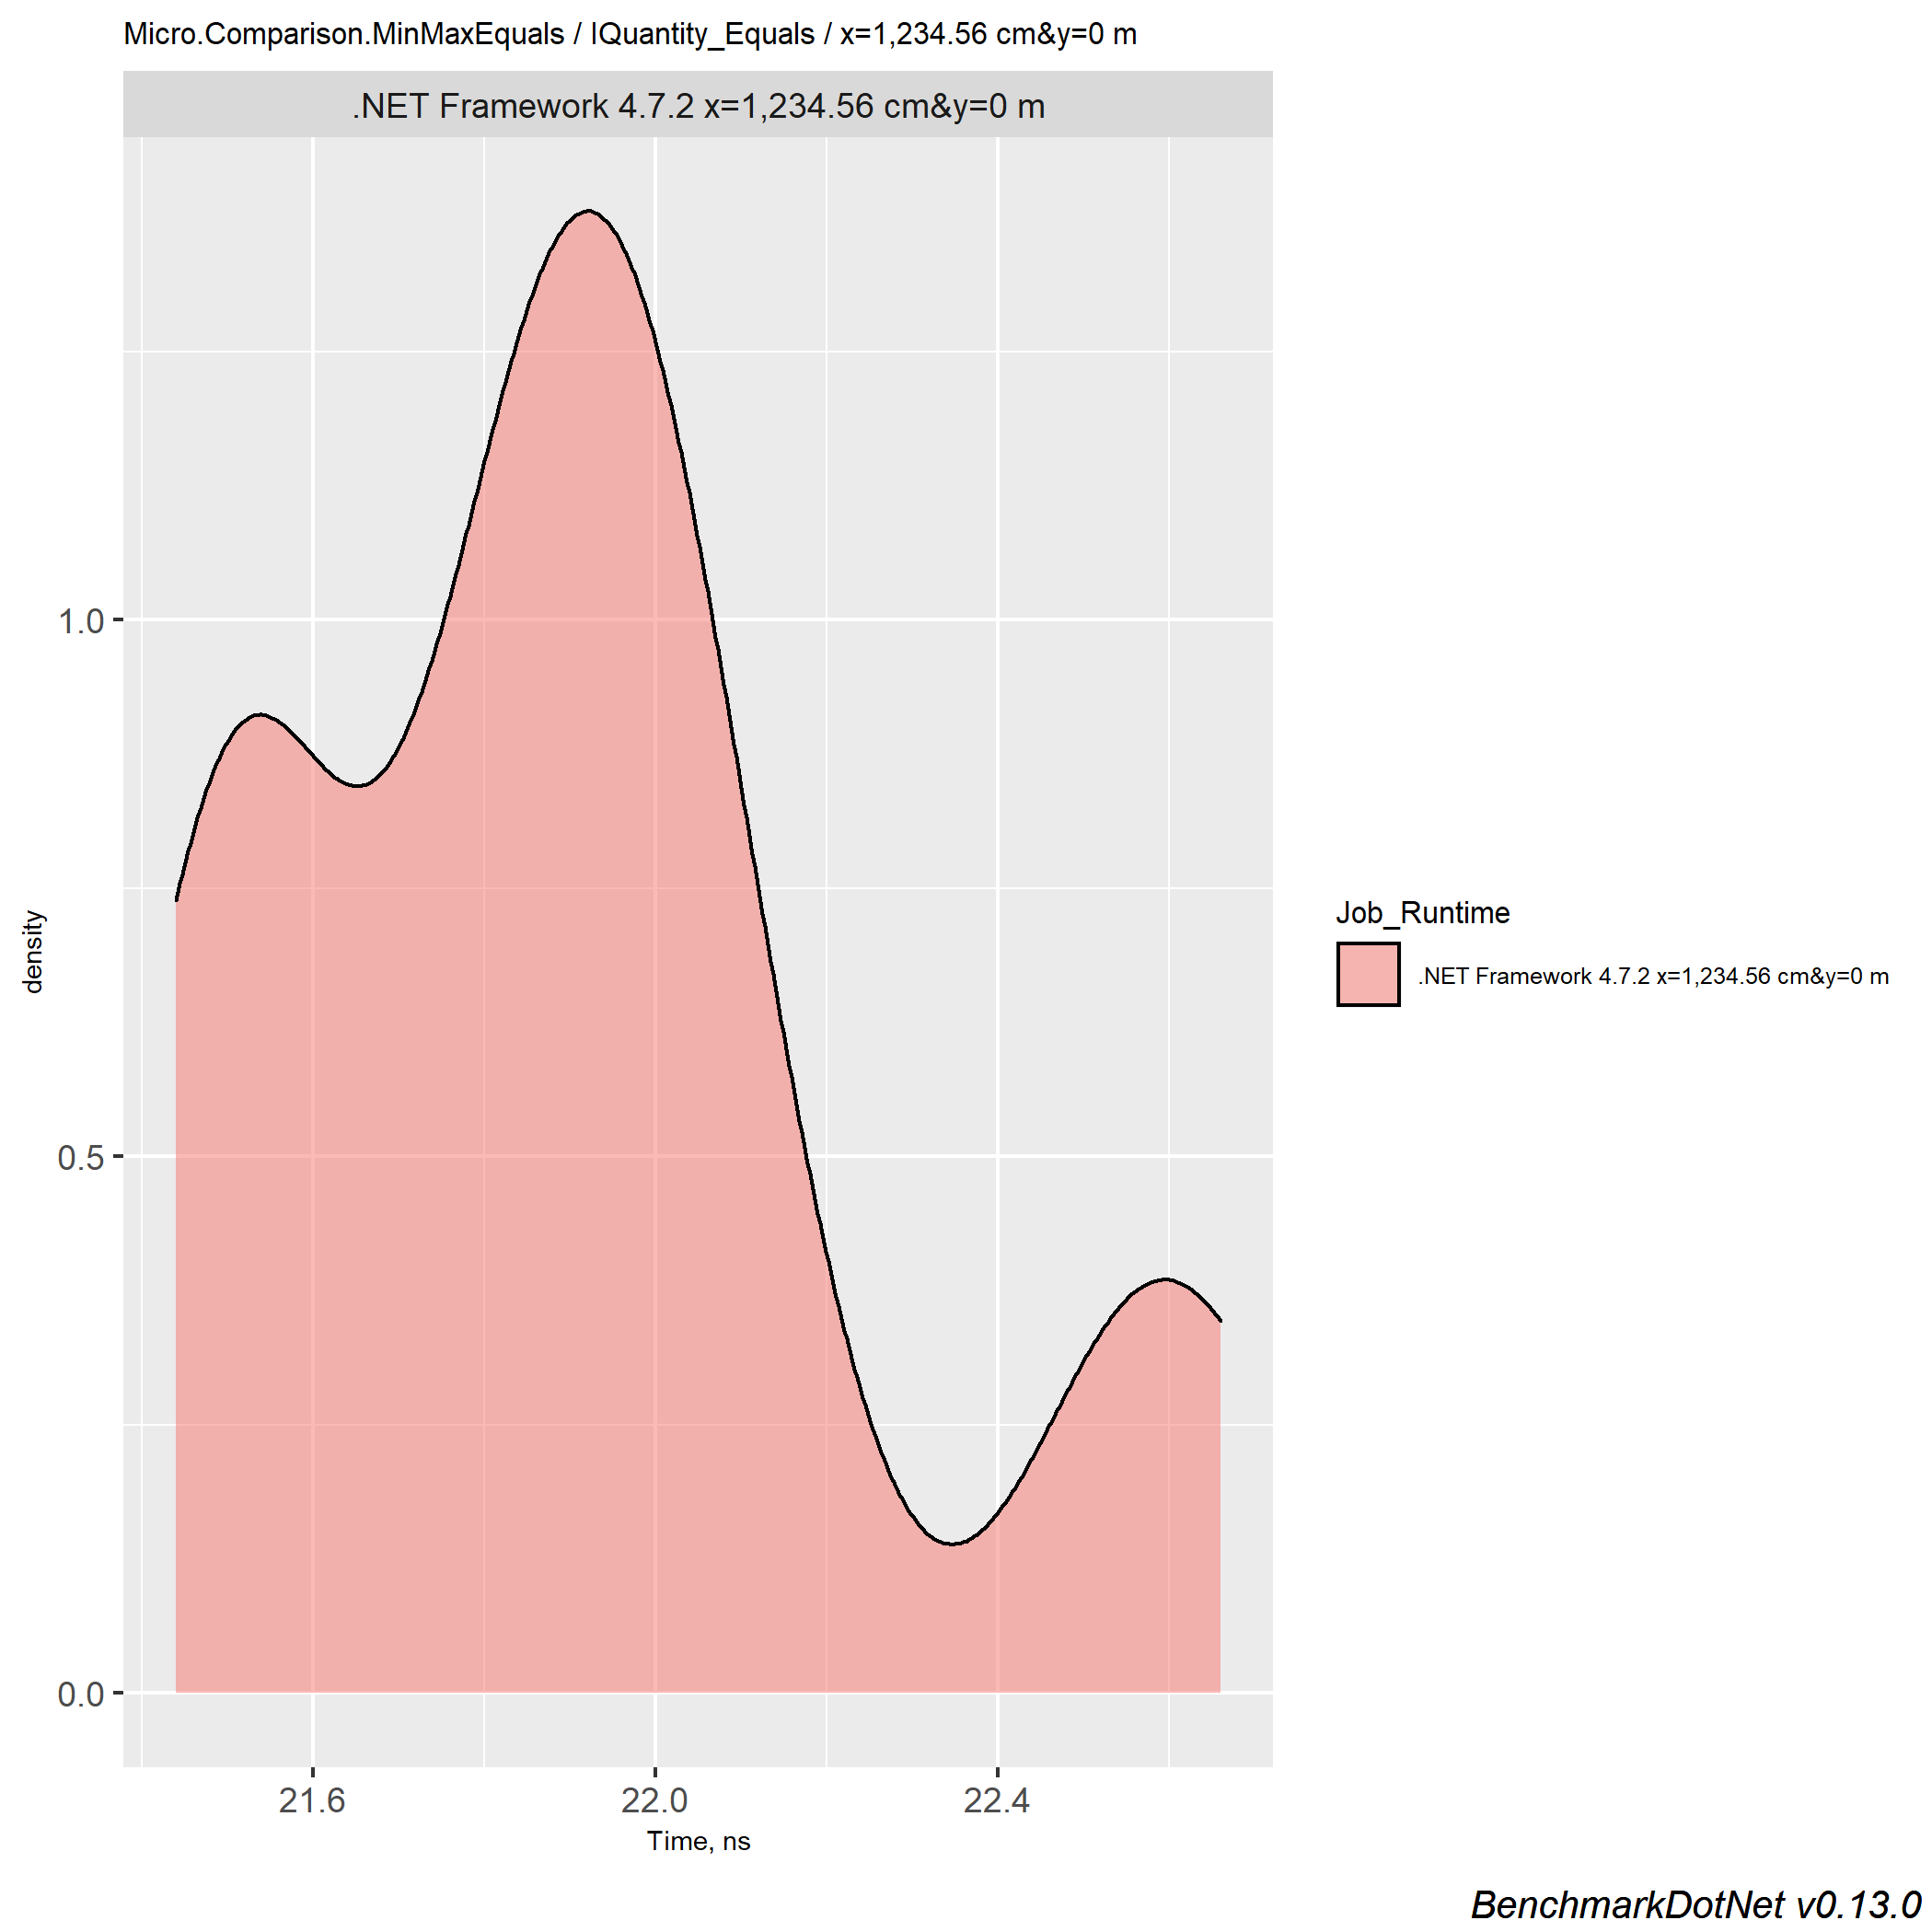 Micro.Comparison.MinMaxEquals / IQuantity_Equals / x=1,234.56 cm&y=0 m
.NET Framework 4.7.2 x=1,234.56 cm&y=0 m
1.0
0.5
0.0
density
21.6 22.0 22.4
Time, ns
Job_Runtime
.NET Framework 4.7.2 x=1,234.56 cm&y=0 m
BenchmarkDotNet v0.13.0